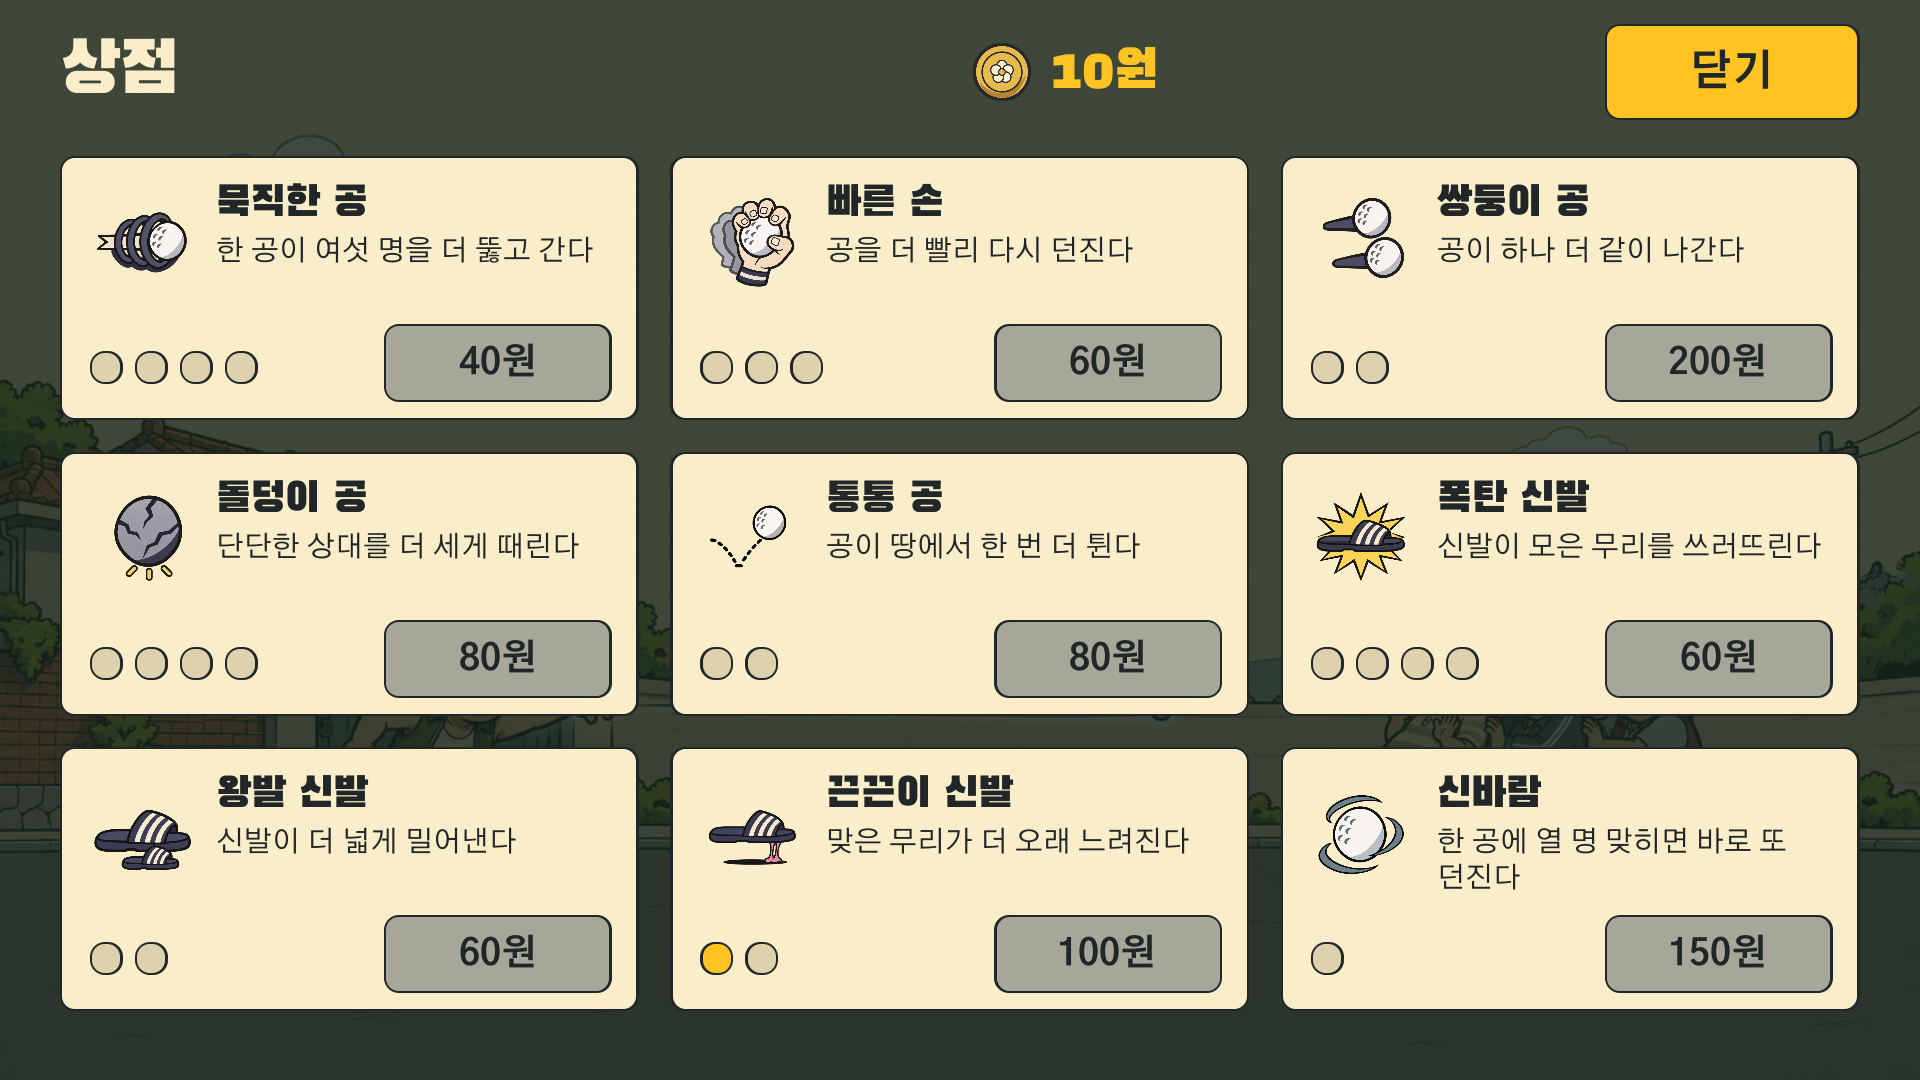 상점
10원
닫기
묵직한 공
한 공이 여섯 명을 더 뚫고 간다
40원
빠른 손
공을 더 빨리 다시 던진다
60원
쌍둥이 공
공이 하나 더 같이 나간다
200원
돌덩이 공
단단한 상대를 더 세게 때린다
80원
통통 공
공이 땅에서 한 번 더 튄다
80원
폭탄 신발
신발이 모은 무리를 쓰러뜨린다
60원
왕발 신발
신발이 더 넓게 밀어낸다
60원
끈끈이 신발
맞은 무리가 더 오래 느려진다
100원
신바람
한 공에 열 명 맞히면 바로 또
던진다
150원